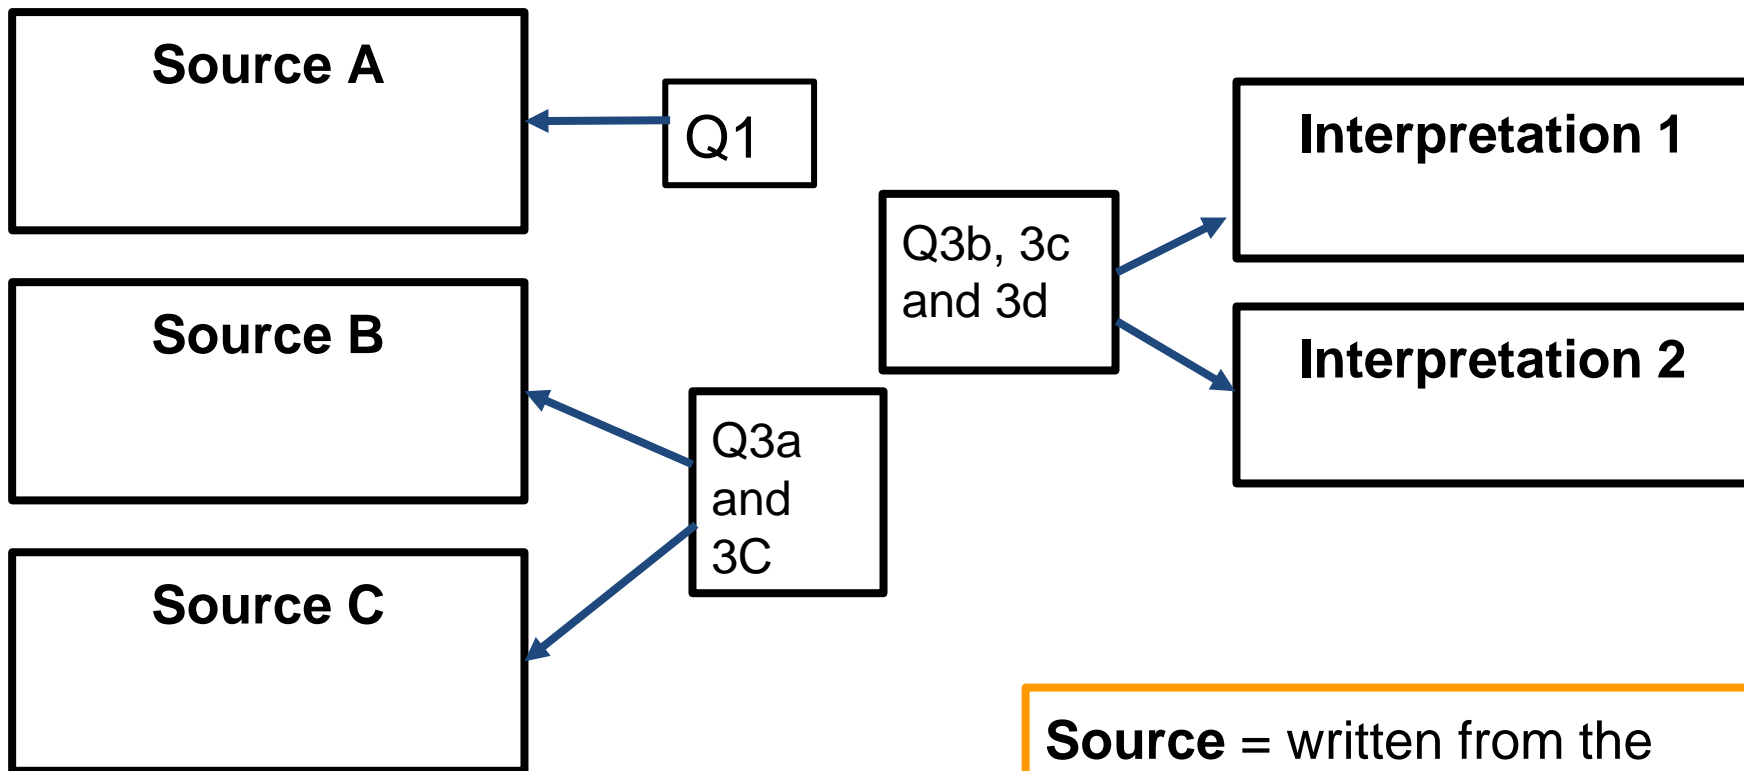 Source A
Q1
Interpretation 1
Q3b, 3c
and 3d
Source B
Interpretation 2
Q3a
and
3C
Source C
Source = written from the